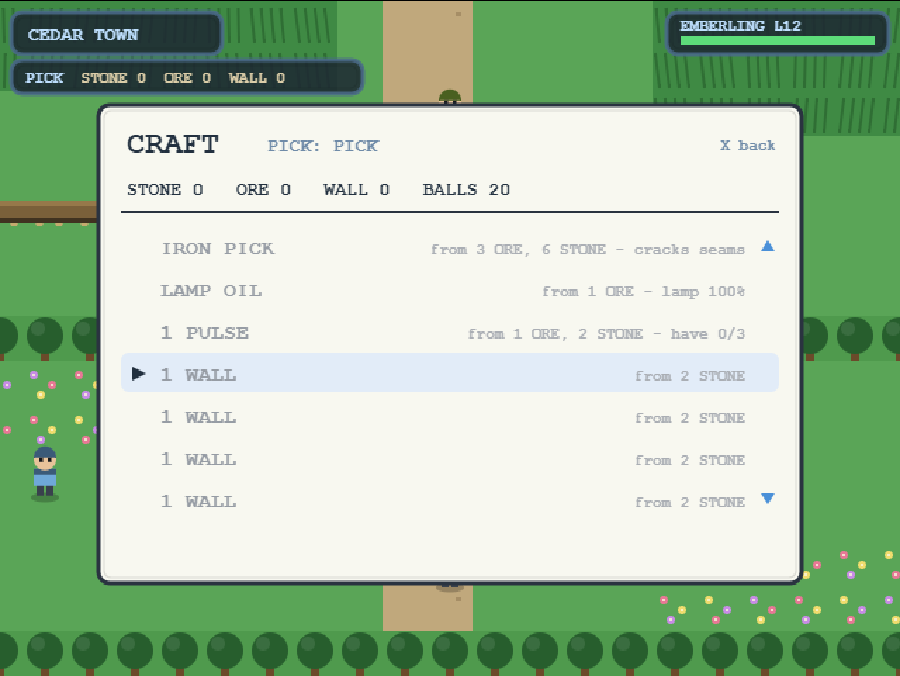 CEDAR TOWN
EMBERLING L12
PICK STONE 0 ORE 0 WALL 0
CRAFT PICK: PICK X back
STONE 0 ORE 0 WALL 0 BALLS 20
IRON PICK from 3 ORE, 6 STONE - cracks seams
LAMP OIL from 1 ORE - lamp 100%
1 PULSE from 1 ORE, 2 STONE - have 0/3
1 WALL from 2 STONE
1 WALL from 2 STONE
1 WALL from 2 STONE
1 WALL from 2 STONE